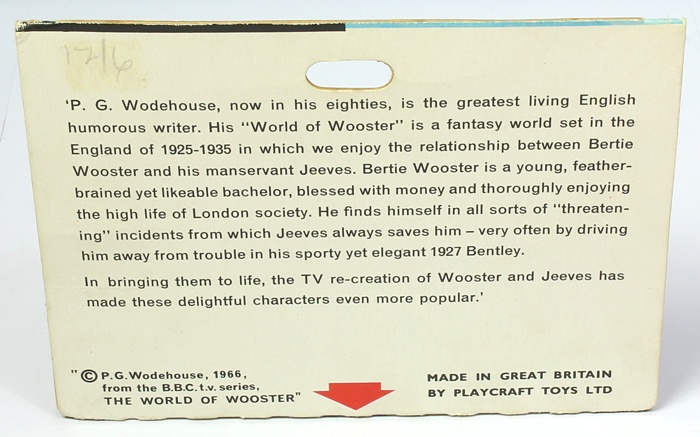 12/6
'P. G. Wodehouse, now in his eighties, is the greatest living English
humorous writer. His "World of Wooster" is a fantasy world set in the
England of 1925-1935 in which we enjoy the relationship between Bertie
Wooster and his manservant Jeeves. Bertie Wooster is a young, feather-
brained yet likeable bachelor, blessed with money and thoroughly enjoying
the high life of London society. He finds himself in all sorts of "threaten-
ing" incidents from which Jeeves always saves him – very often by driving
him away from trouble in his sporty yet elegant 1927 Bentley.
In bringing them to life, the TV re-creation of Wooster and Jeeves has
made these delightful characters even more popular.'
"© P.G.Wodehouse, 1966,
from the B.B.C t.v. series,
THE WORLD OF WOOSTER"
MADE IN GREAT BRITAIN
BY PLAYCRAFT TOYS LTD